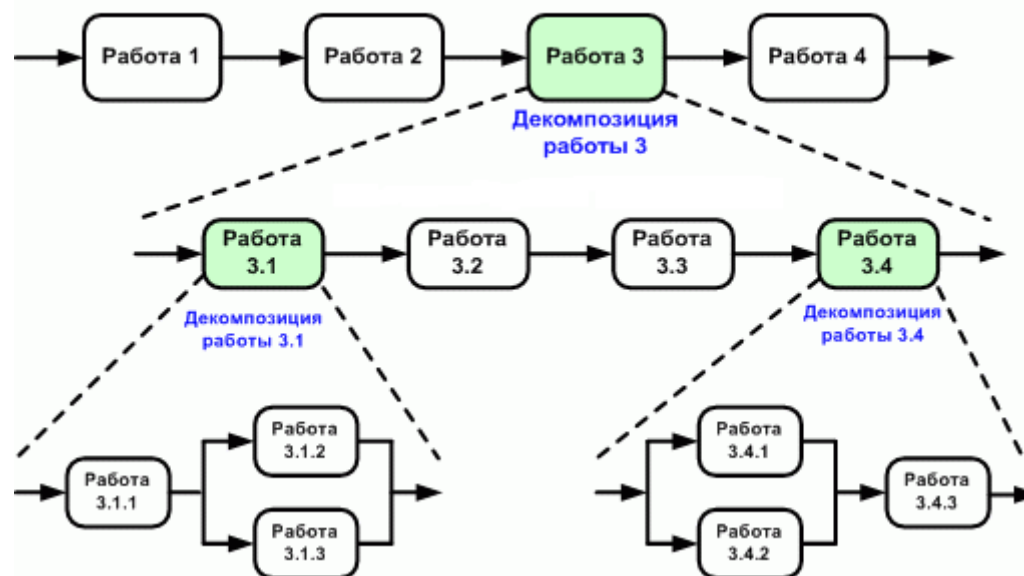 Работа 1
Работа 2
Работа 3
Работа 4
Декомпозиция
работы 3
Работа
3.1
Работа
3.2
Работа
3.3
Работа
3.4
Декомпозиция
работы 3.1
Декомпозиция
работы 3.4
Работа
3.1.1
Работа
3.1.2
Работа
3.1.3
Работа
3.4.1
Работа
3.4.2
Работа
3.4.3